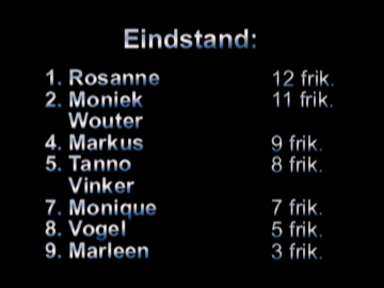 Eindstand:
1. Rosanne 12 frik.
2. Moniek 11 frik.
Wouter
4. Markus 9 frik.
5. Tanno 8 frik.
Vinker
7. Monique 7 frik.
8. Vogel 5 frik.
9. Marleen 3 frik.